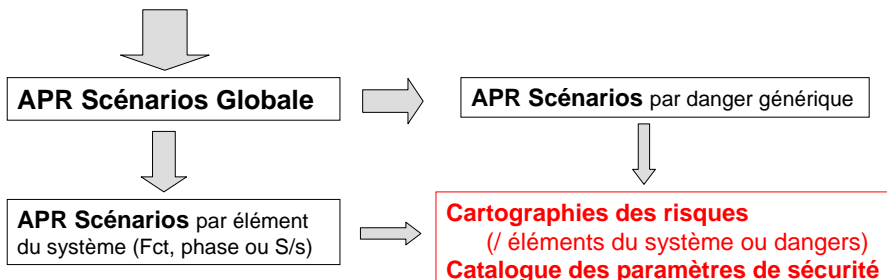 APR Scénarios Globale
APR Scénarios par danger générique
APR Scénarios par élément
du système (Fct, phase ou S/s)
Cartographies des risques
(/ éléments du système ou dangers)
Catalogue des paramètres de sécurité